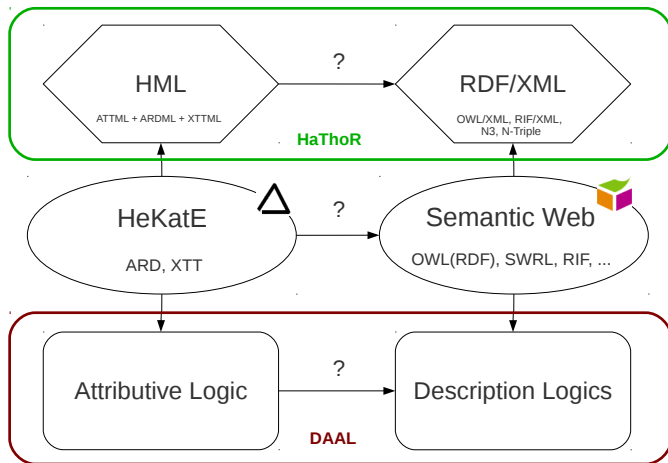 HML
?
RDF/XML
ATTML + ARDML + XTTML
OWL/XML, RIF/XML,
N3, N-Triple
HaThoR
HeKatE
?
Semantic Web
ARD, XTT
OWL(RDF), SWRL, RIF, ...
Attributive Logic
?
Description Logics
DAAL